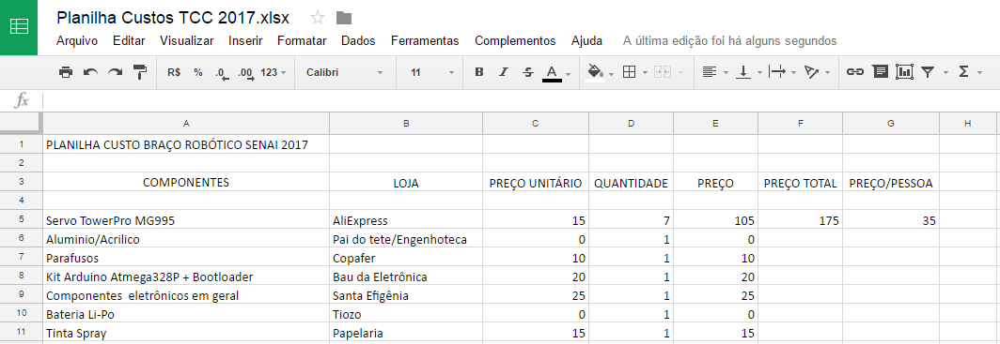 Planilha Custos TCC 2017.xlsx
Arquivo Editar Visualizar Inserir Formatar Dados Ferramentas Complementos Ajuda A última edição foi há alguns segundos
R$ % .0 .00 123 Calibri 11 B I S A Σ
fx
A B C D E F G H
1 PLANILHA CUSTO BRAÇO ROBÓTICO SENAI 2017
2
3 COMPONENTES LOJA PREÇO UNITÁRIO QUANTIDADE PREÇO PREÇO TOTAL PREÇO/PESSOA
4
5 Servo TowerPro MG995 AliExpress 15 7 105 175 35
6 Aluminio/Acrilico Pai do tete/Engenhoteca 0 1 0
7 Parafusos Copafer 10 1 10
8 Kit Arduino Atmega328P + Bootloader Bau da Eletrônica 20 1 20
9 Componentes eletrônicos em geral Santa Efigênia 25 1 25
10 Bateria Li-Po Tiozo 0 1 0
11 Tinta Spray Papelaria 15 1 15